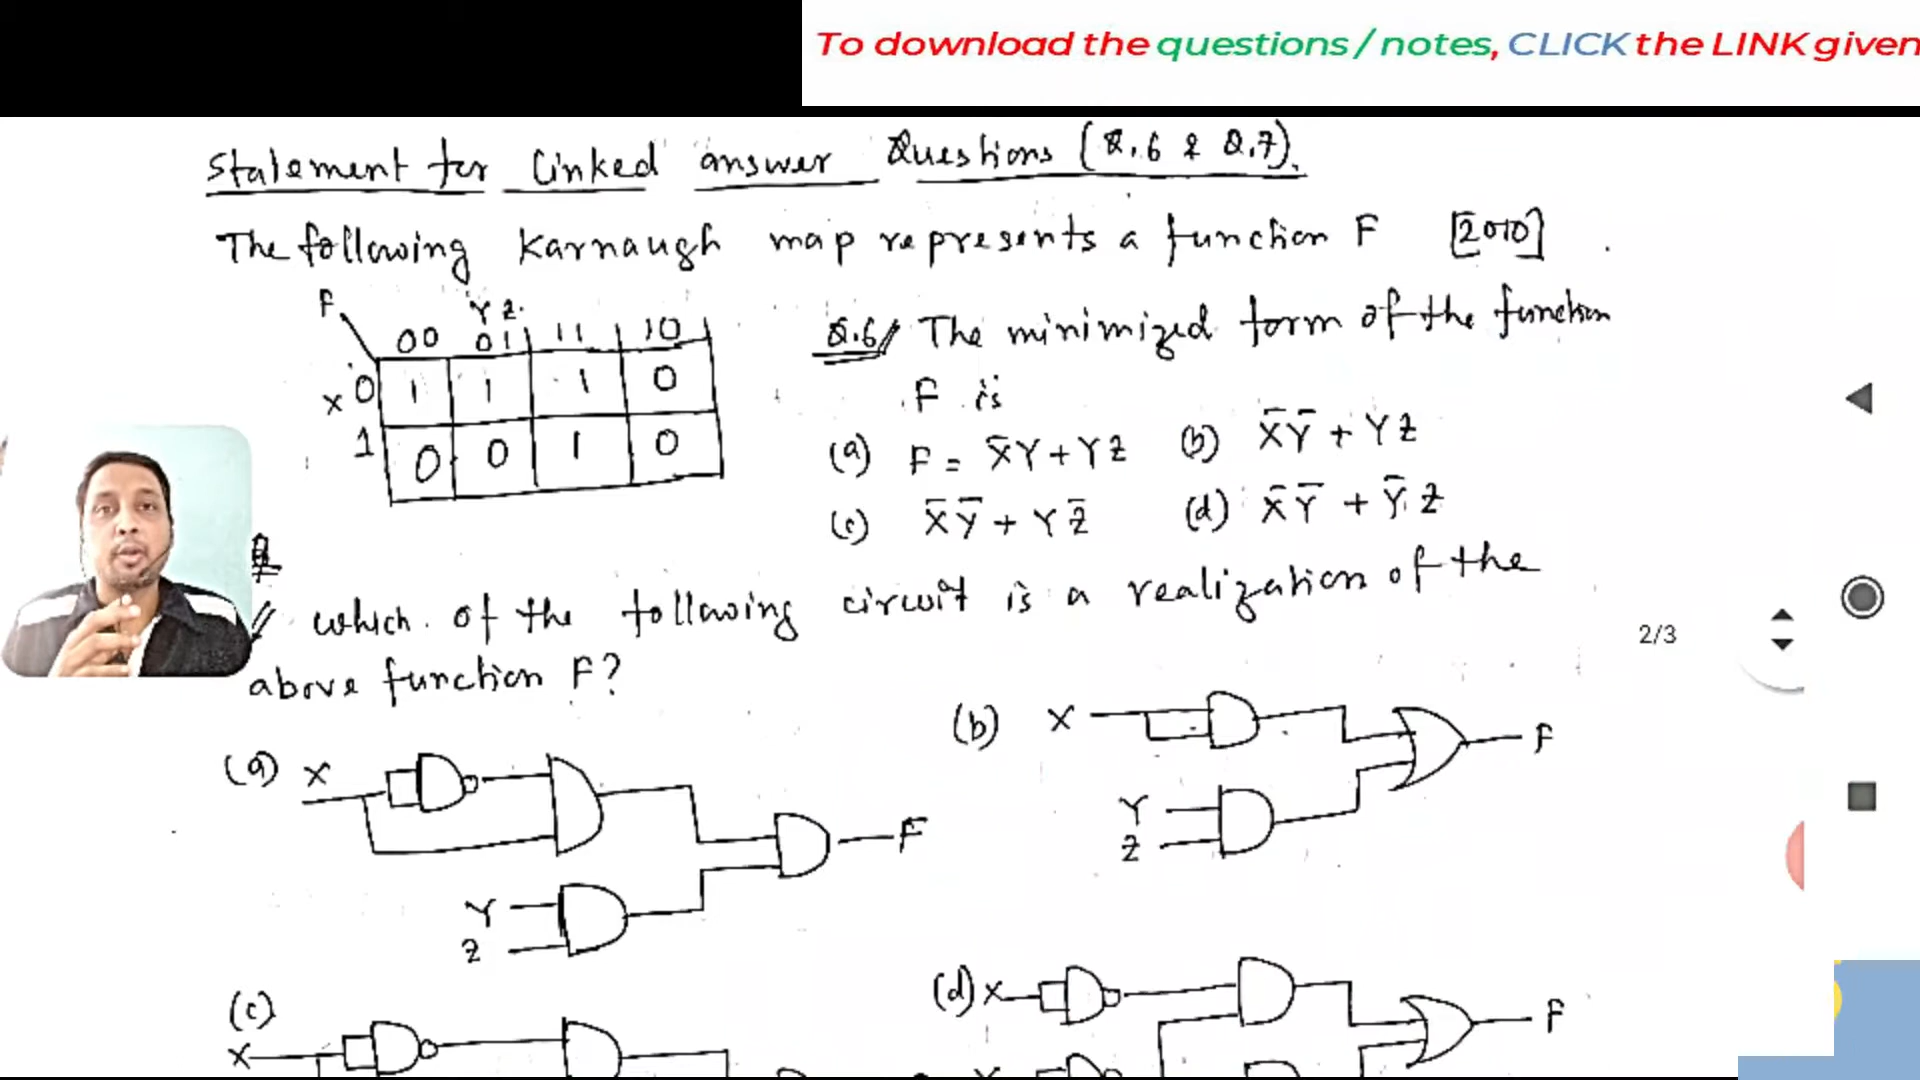 To download the questions / notes, CLICK the LINK given
Statement for Linked answer Questions (Q.6 & Q.7).
The following Karnaugh map represents a function F [2010]
F YZ
00 01 11 10
X 0 1 1 1 0
1 0 0 1 0
Q.6/ The minimized form of the function
F is
(a) F = X̄Y + YZ (b) X̄Ȳ + YZ
(c) X̄Ȳ + YZ̄ (d) X̄Ȳ + ȲZ
which of the following circuit is a realization of the
above function F?
2/3
(a) X
Y
Z
F
(b) X
Y
Z
F
(c)
X
(d) X
F